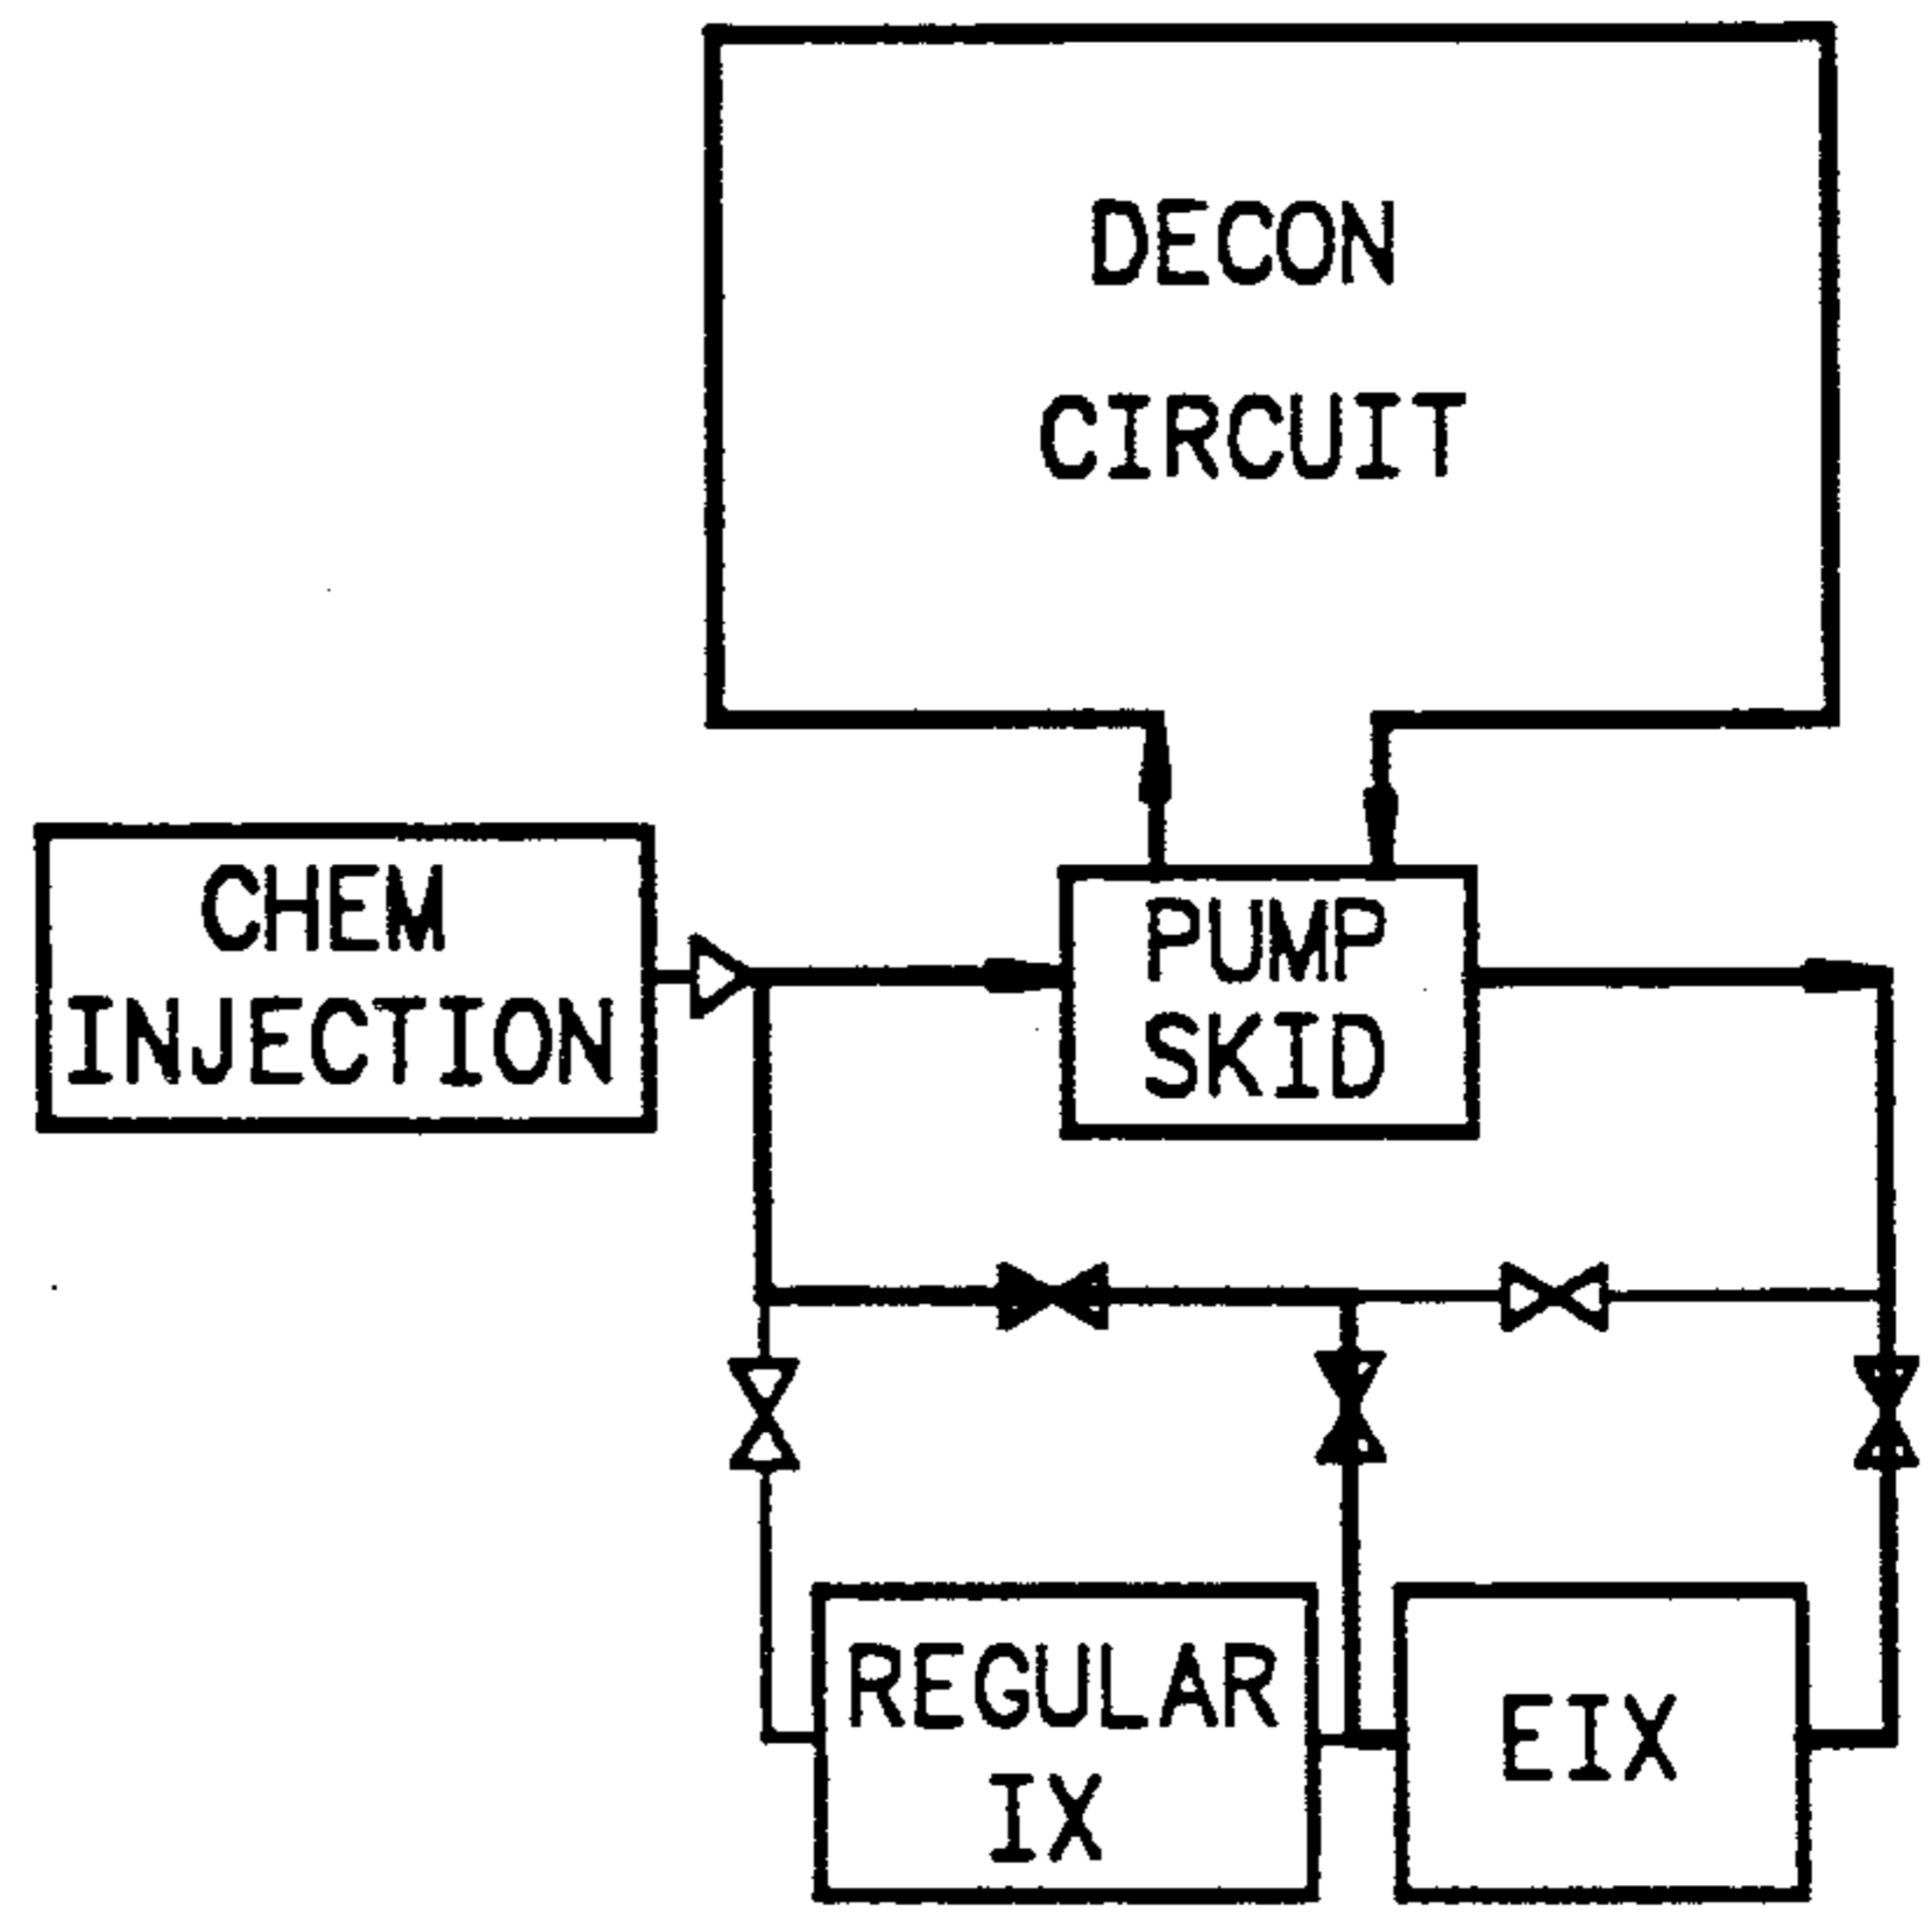 DECON
CIRCUIT
CHEM
INJECTION
PUMP
SKID
REGULAR
IX
EIX